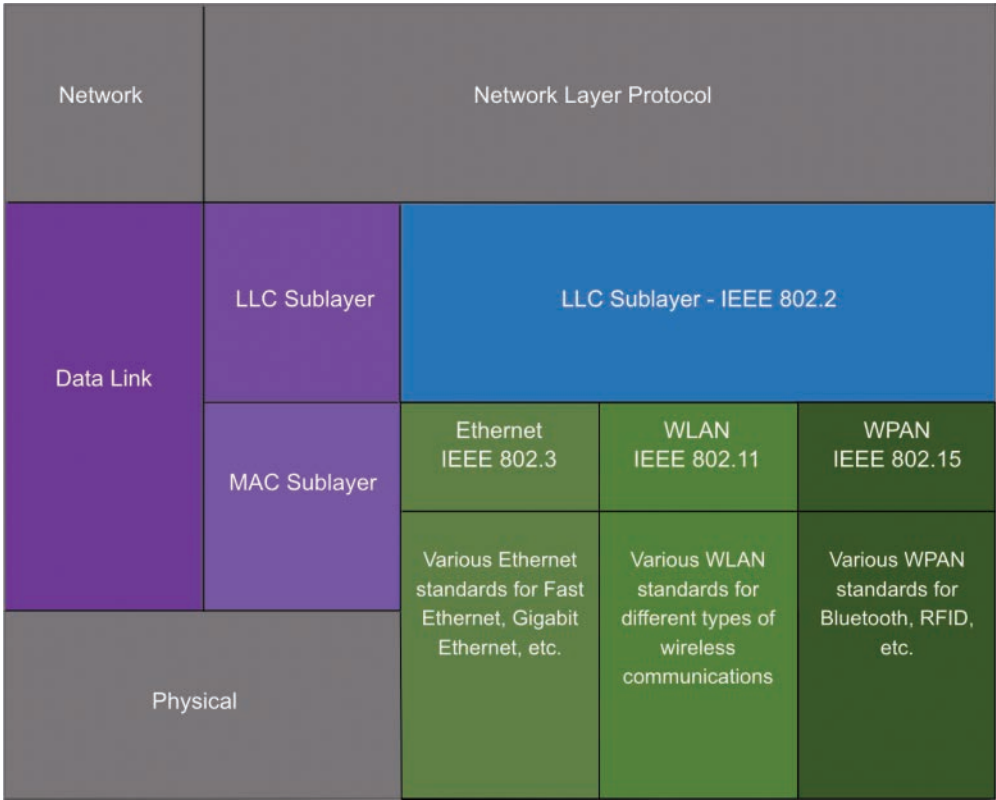 Network
Network Layer Protocol
Data Link
LLC Sublayer
LLC Sublayer - IEEE 802.2
MAC Sublayer
Ethernet
IEEE 802.3
WLAN
IEEE 802.11
WPAN
IEEE 802.15
Various Ethernet
standards for Fast
Ethernet, Gigabit
Ethernet, etc.
Various WLAN
standards for
different types of
wireless
communications
Various WPAN
standards for
Bluetooth, RFID,
etc.
Physical